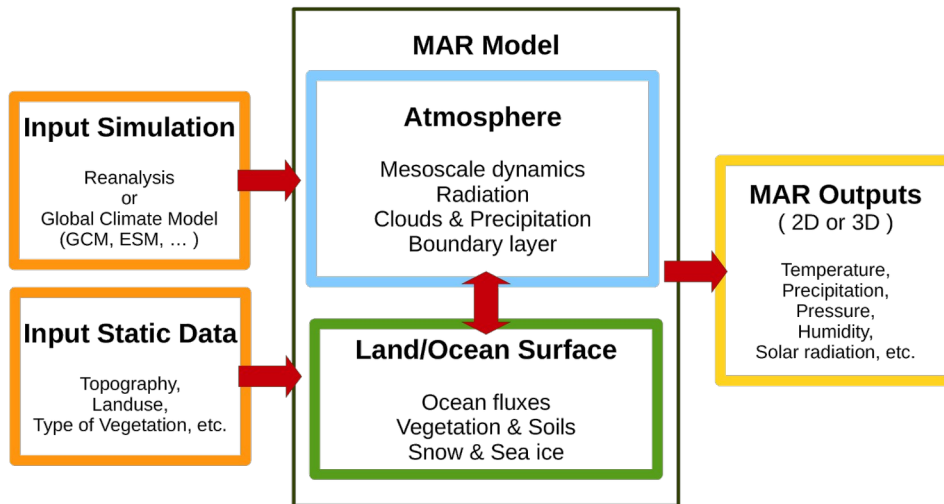 MAR Model
Input Simulation
Reanalysis
or
Global Climate Model
(GCM, ESM, … )
Input Static Data
Topography,
Landuse,
Type of Vegetation, etc.
Atmosphere
Mesoscale dynamics
Radiation
Clouds & Precipitation
Boundary layer
Land/Ocean Surface
Ocean fluxes
Vegetation & Soils
Snow & Sea ice
MAR Outputs
( 2D or 3D )
Temperature,
Precipitation,
Pressure,
Humidity,
Solar radiation, etc.